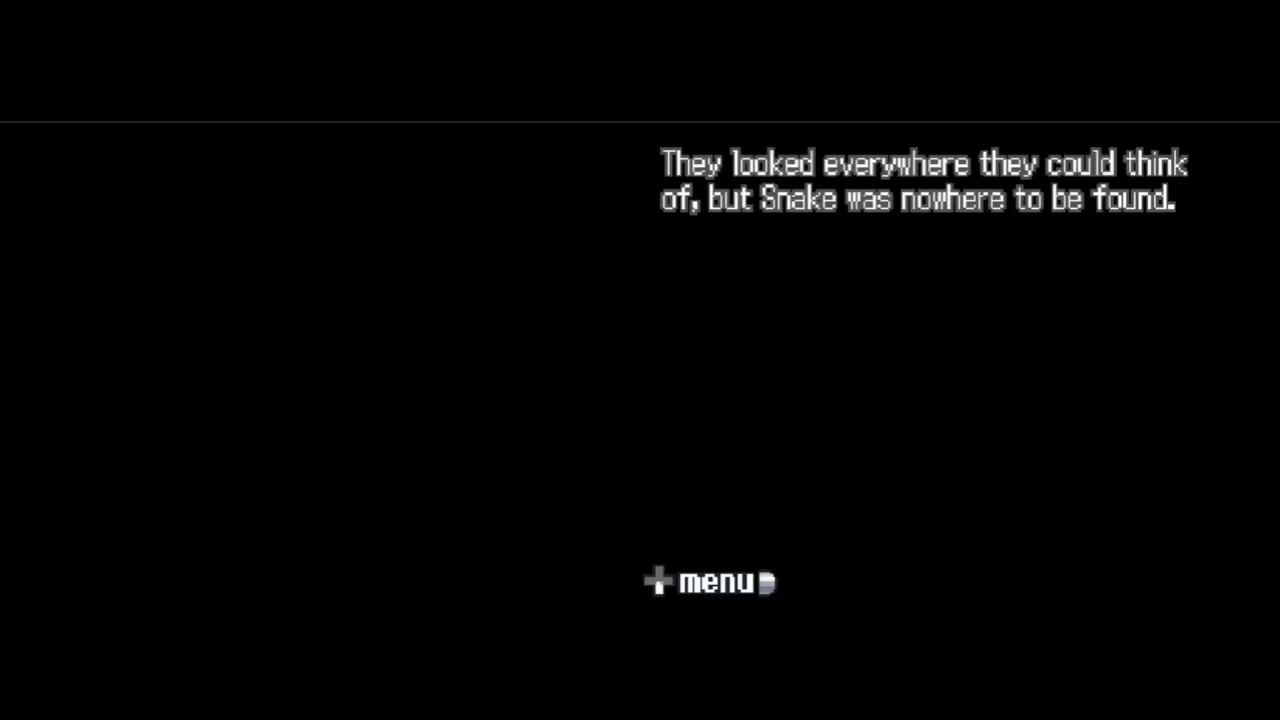 They looked everywhere they could think
of, but Snake was nowhere to be found.
menu